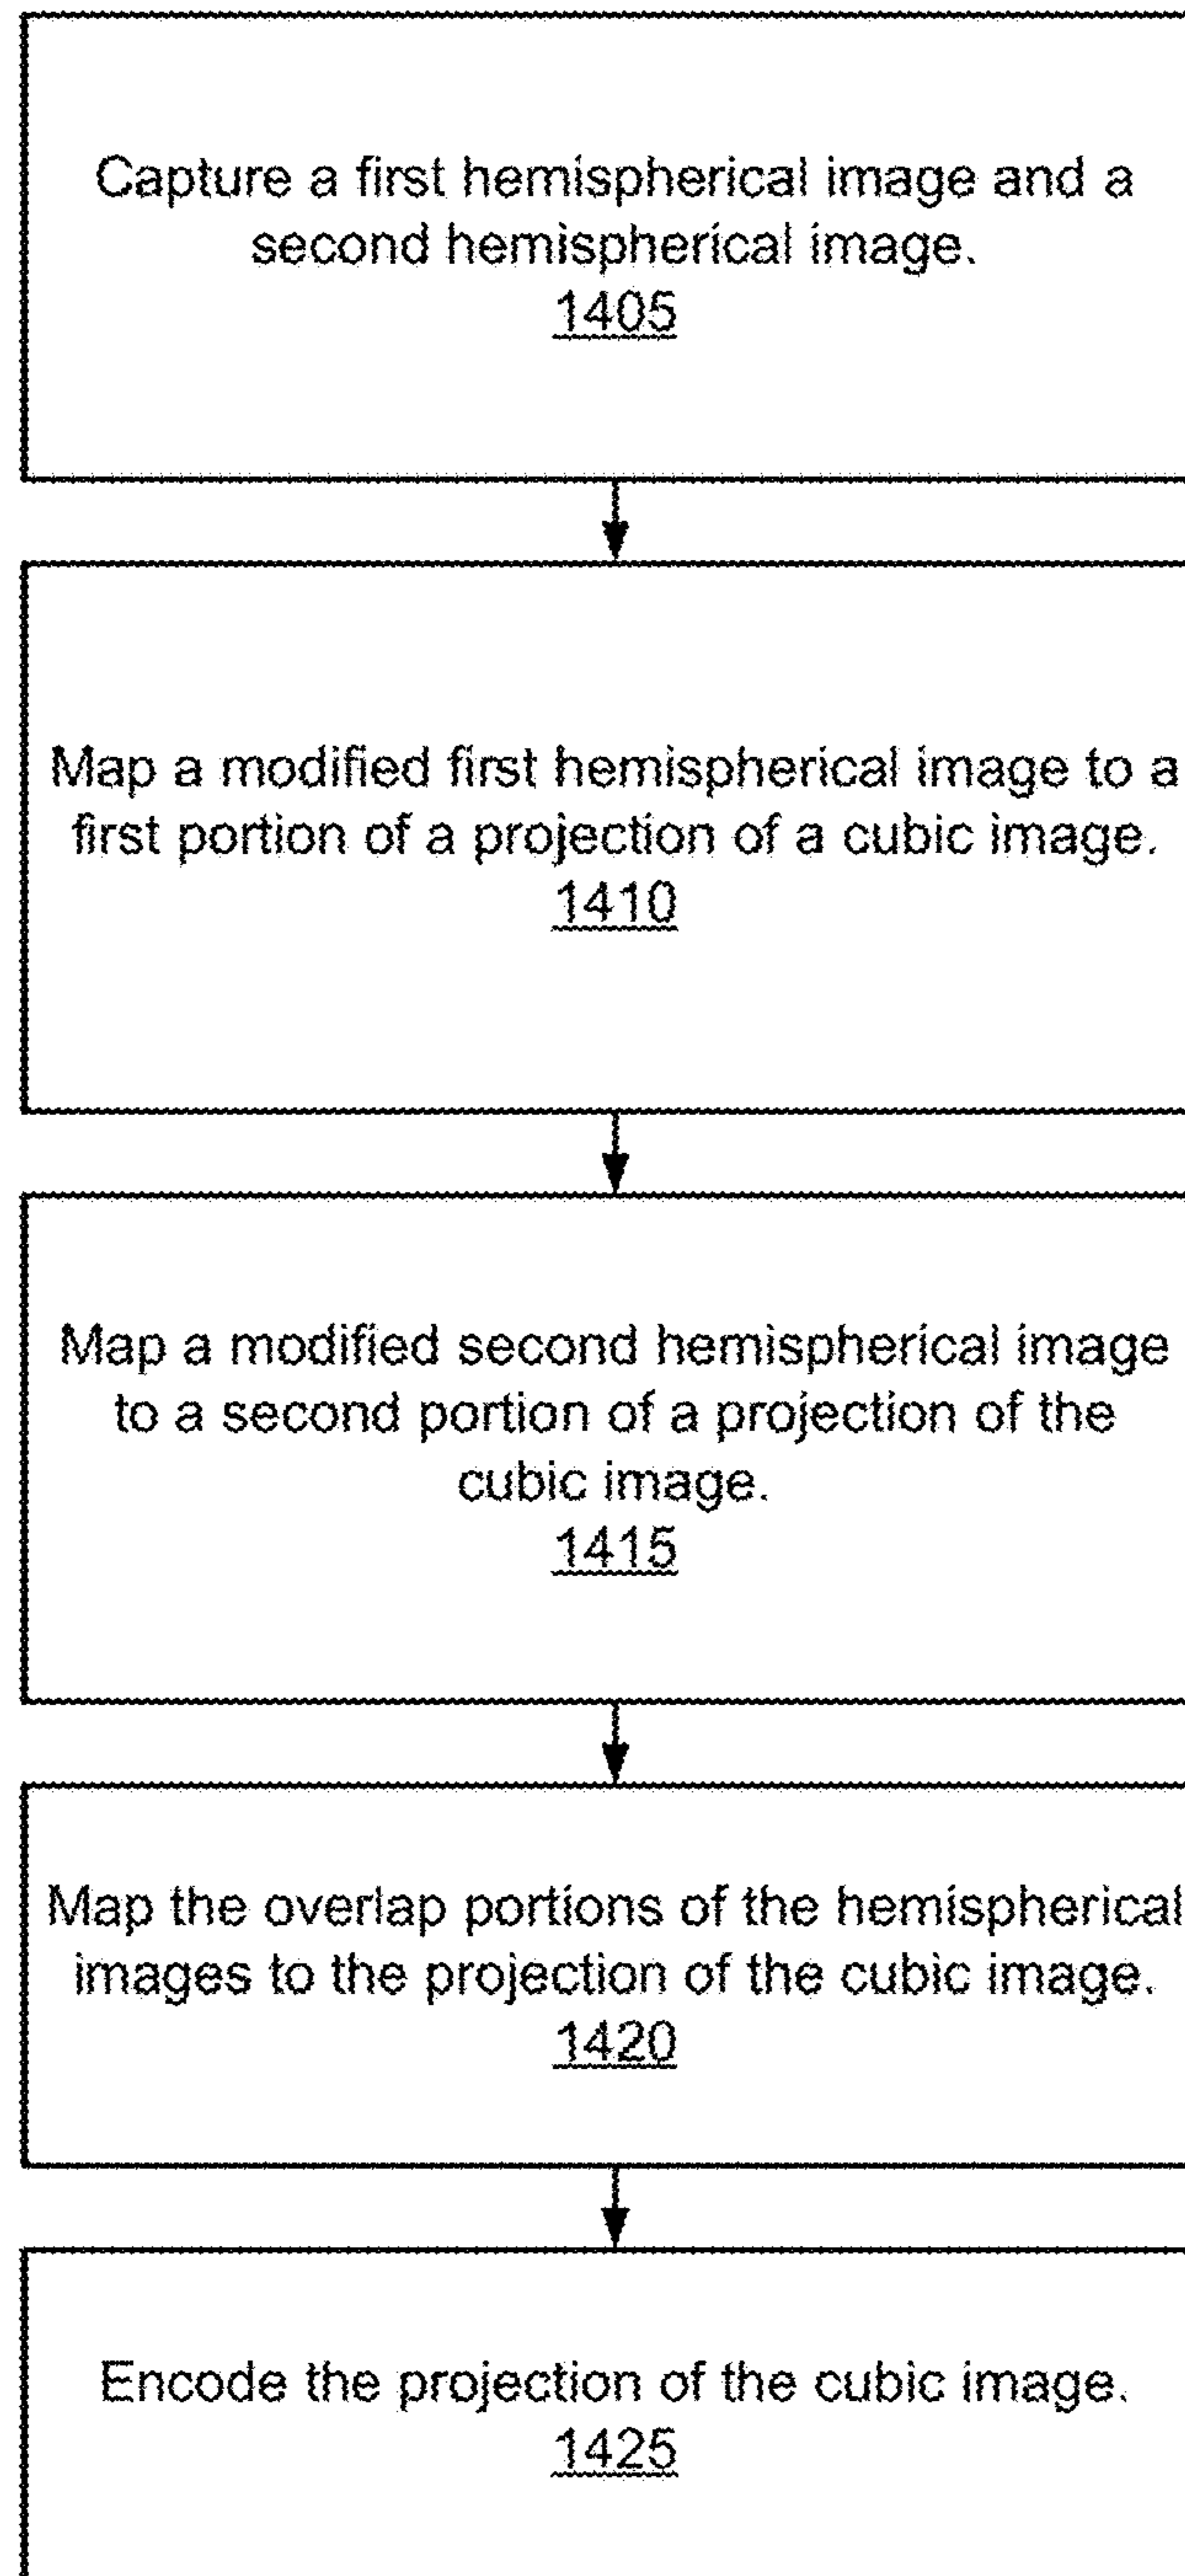 Capture a first hemispherical image and a
second hemispherical image.
1405
Map a modified first hemispherical image to a
first portion of a projection of a cubic image.
1410
Map a modified second hemispherical image
to a second portion of a projection of the
cubic image.
1415
Map the overlap portions of the hemispherical
images to the projection of the cubic image.
1420
Encode the projection of the cubic image.
1425